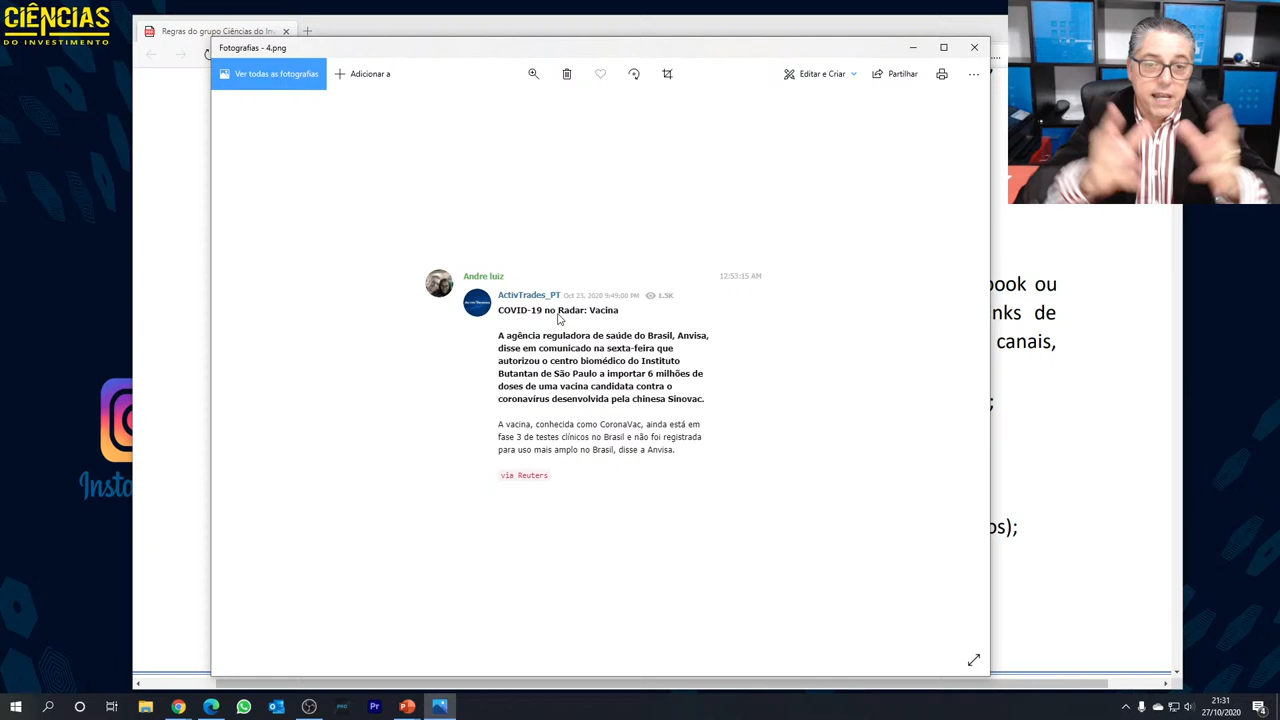 CIÊNCIAS
DO INVESTIMENTO
Regras do grupo Ciências do In
Fotografias - 4.png
Ver todas as fotografias
Adicionar a
Editar e Criar
Partilhar
Andre luiz
12:53:15 AM
ActivTrades_PT Oct 23, 2020 9:49:00 PM 1.5K
COVID-19 no Radar: Vacina
A agência reguladora de saúde do Brasil, Anvisa,
disse em comunicado na sexta-feira que
autorizou o centro biomédico do Instituto
Butantan de São Paulo a importar 6 milhões de
doses de uma vacina candidata contra o
coronavírus desenvolvida pela chinesa Sinovac.
A vacina, conhecida como CoronaVac, ainda está em
fase 3 de testes clínicos no Brasil e não foi registrada
para uso mais amplo no Brasil, disse a Anvisa.
via Reuters
book ou
nks de
canais,
;
os);
Insta
PRO
Pr
21:31
27/10/2020
4